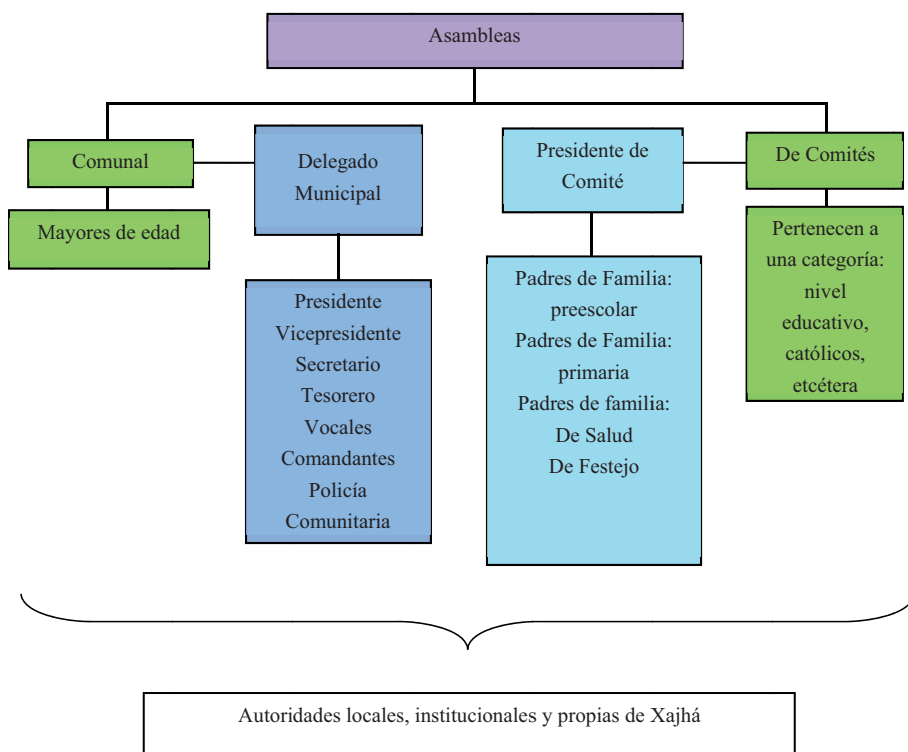 Asambleas
Comunal
Mayores de edad
Delegado
Municipal
Presidente
Vicepresidente
Secretario
Tesorero
Vocales
Comandantes
Policía
Comunitaria
Presidente de
Comité
Padres de Familia:
preescolar
Padres de Familia:
primaria
Padres de familia:
De Salud
De Festejo
De Comités
Pertenecen a
una categoría:
nivel
educativo,
católicos,
etcétera
Autoridades locales, institucionales y propias de Xajhá